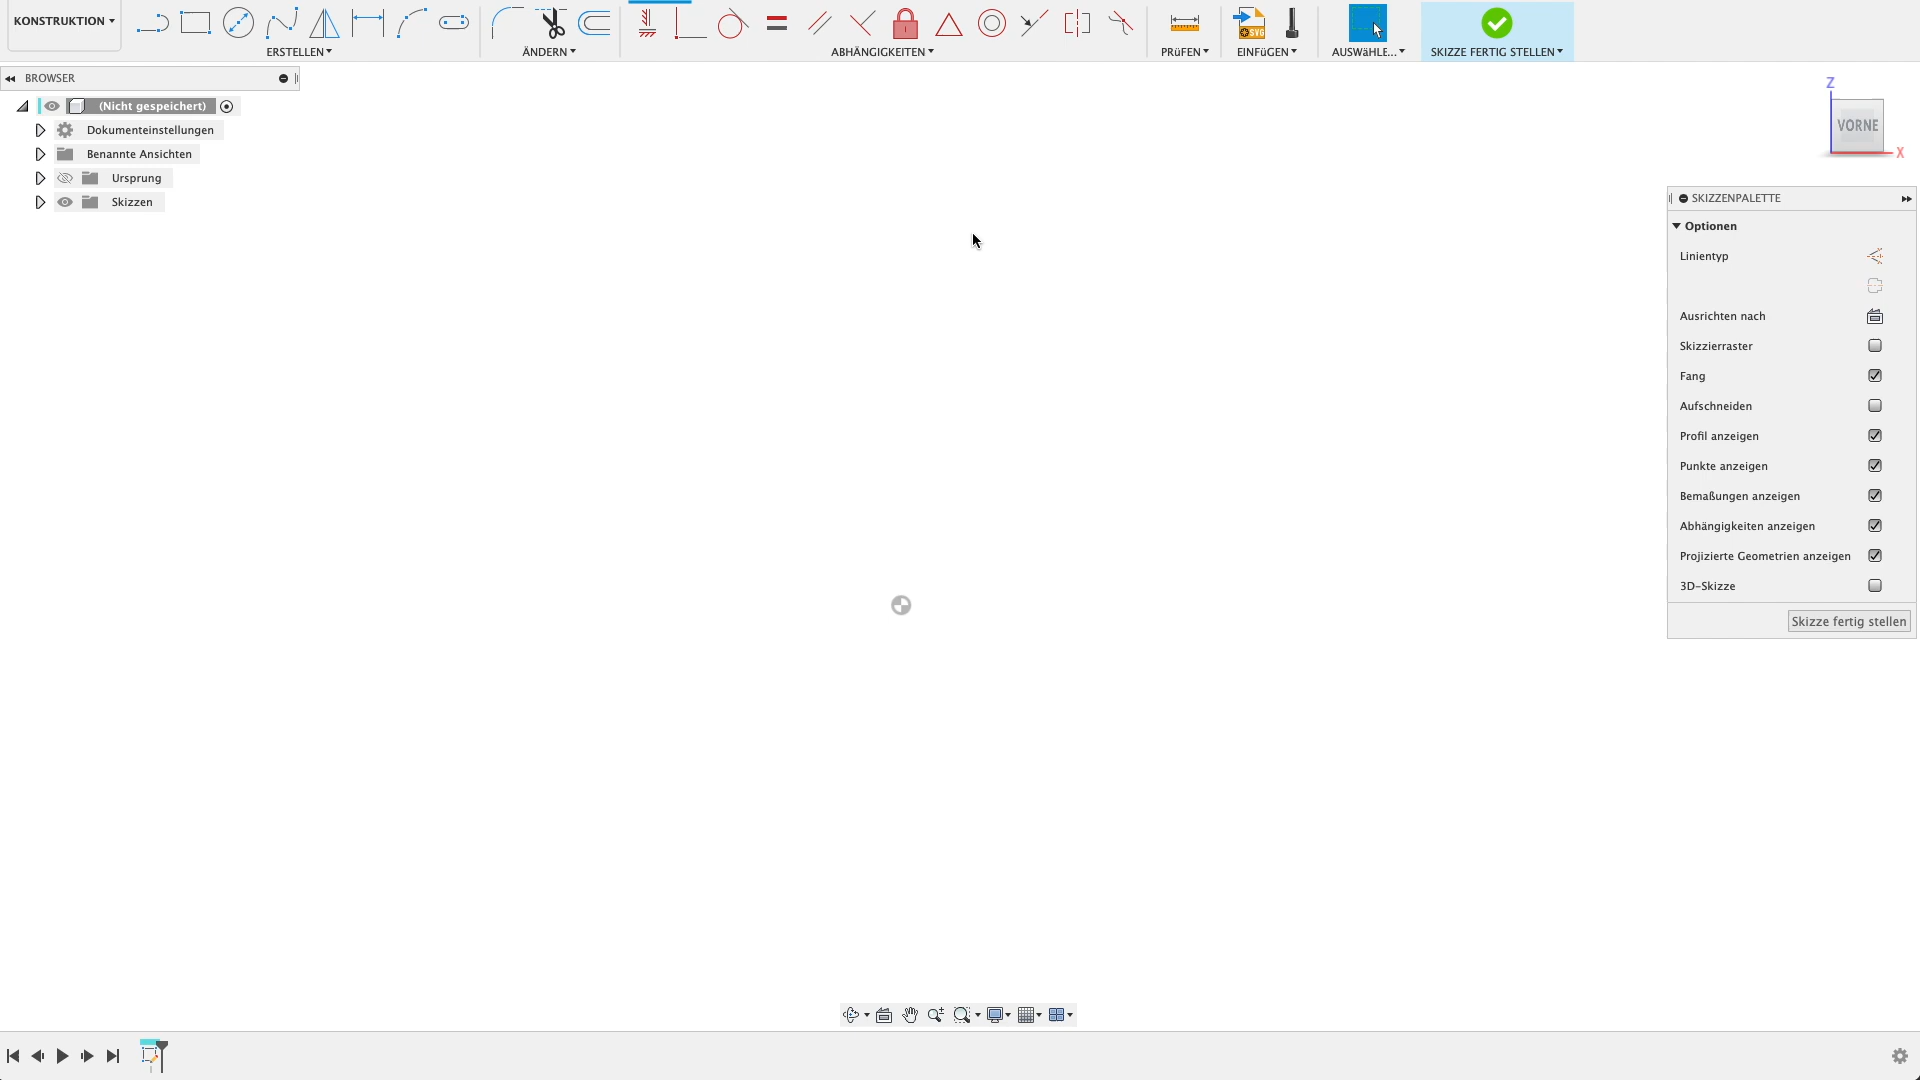 KONSTRUKTION
ERSTELLEN
ÄNDERN
ABHÄNGIGKEITEN
PRüFEN
EINFüGEN
SVG
AUSWäHLE...
SKIZZE FERTIG STELLEN
BROWSER
(Nicht gespeichert)
Dokumenteinstellungen
Benannte Ansichten
Ursprung
Skizzen
Z
VORNE
X
SKIZZENPALETTE
Optionen
Linientyp
Ausrichten nach
Skizzierraster
Fang
Aufschneiden
Profil anzeigen
Punkte anzeigen
Bemaßungen anzeigen
Abhängigkeiten anzeigen
Projizierte Geometrien anzeigen
3D-Skizze
Skizze fertig stellen